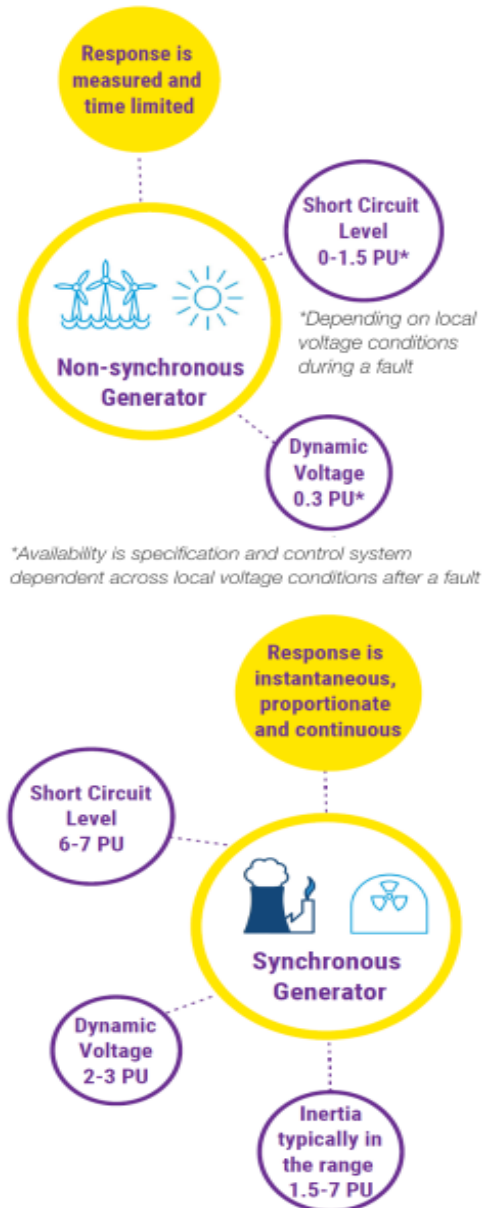 Response is
measured and
time limited
Short Circuit
Level
0-1.5 PU*
*Depending on local
voltage conditions
during a fault
Non-synchronous
Generator
Dynamic
Voltage
0.3 PU*
*Availability is specification and control system
dependent across local voltage conditions after a fault
Response is
instantaneous,
proportionate
and continuous
Short Circuit
Level
6-7 PU
Synchronous
Generator
Dynamic
Voltage
2-3 PU
Inertia
typically in
the range
1.5-7 PU